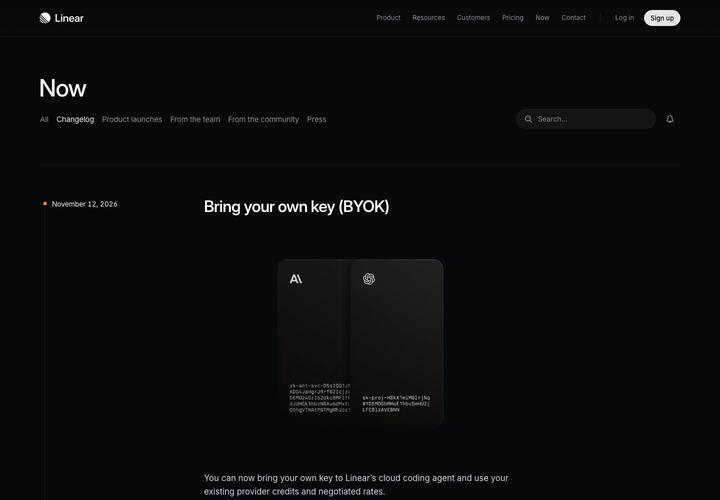 Linear
Product Resources Customers Pricing Now Contact Log in Sign up
Now
All Changelog Product launches From the team From the community Press
Search...
November 12, 2026
Bring your own key (BYOK)
You can now bring your own key to Linear's cloud coding agent and use your
existing provider credits and negotiated rates.